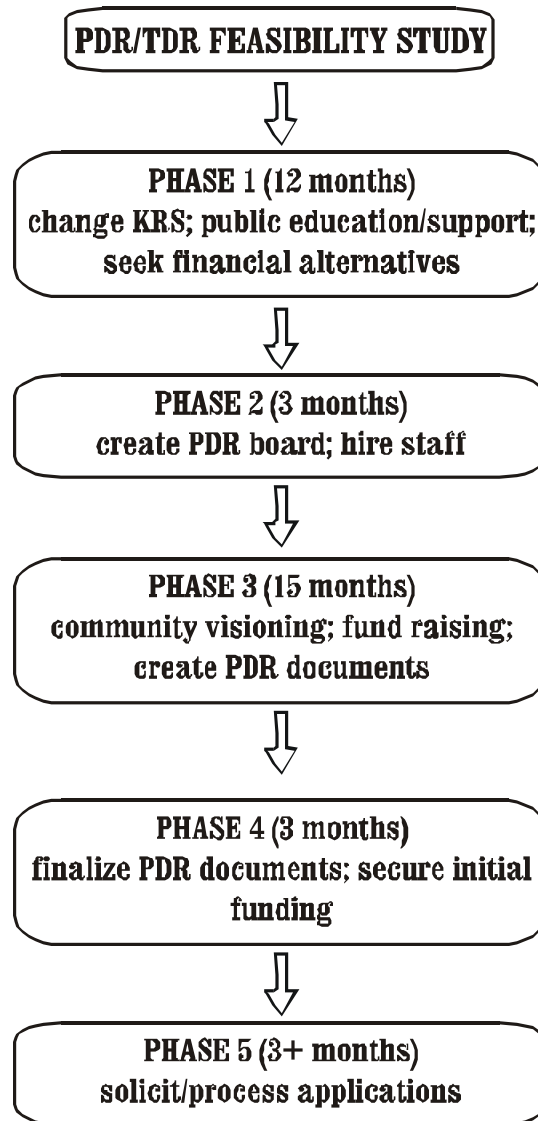 PDR/TDR FEASIBILITY STUDY
PHASE 1 (12 months)
change KRS; public education/support;
seek financial alternatives
PHASE 2 (3 months)
create PDR board; hire staff
PHASE 3 (15 months)
community visioning; fund raising;
create PDR documents
PHASE 4 (3 months)
finalize PDR documents; secure initial
funding
PHASE 5 (3+ months)
solicit/process applications